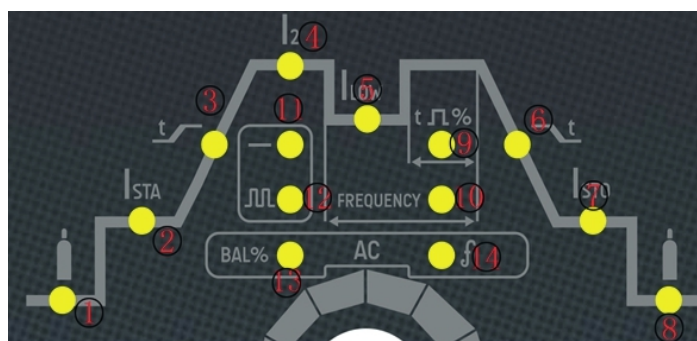 I2 ④
I LOW ⑤
③ ⑪ t % ⑥
t t
⑨
ISTA ISTO ⑦
⑫ FREQUENCY ⑩
②
BAL% AC f ⑭
⑬
① ⑧